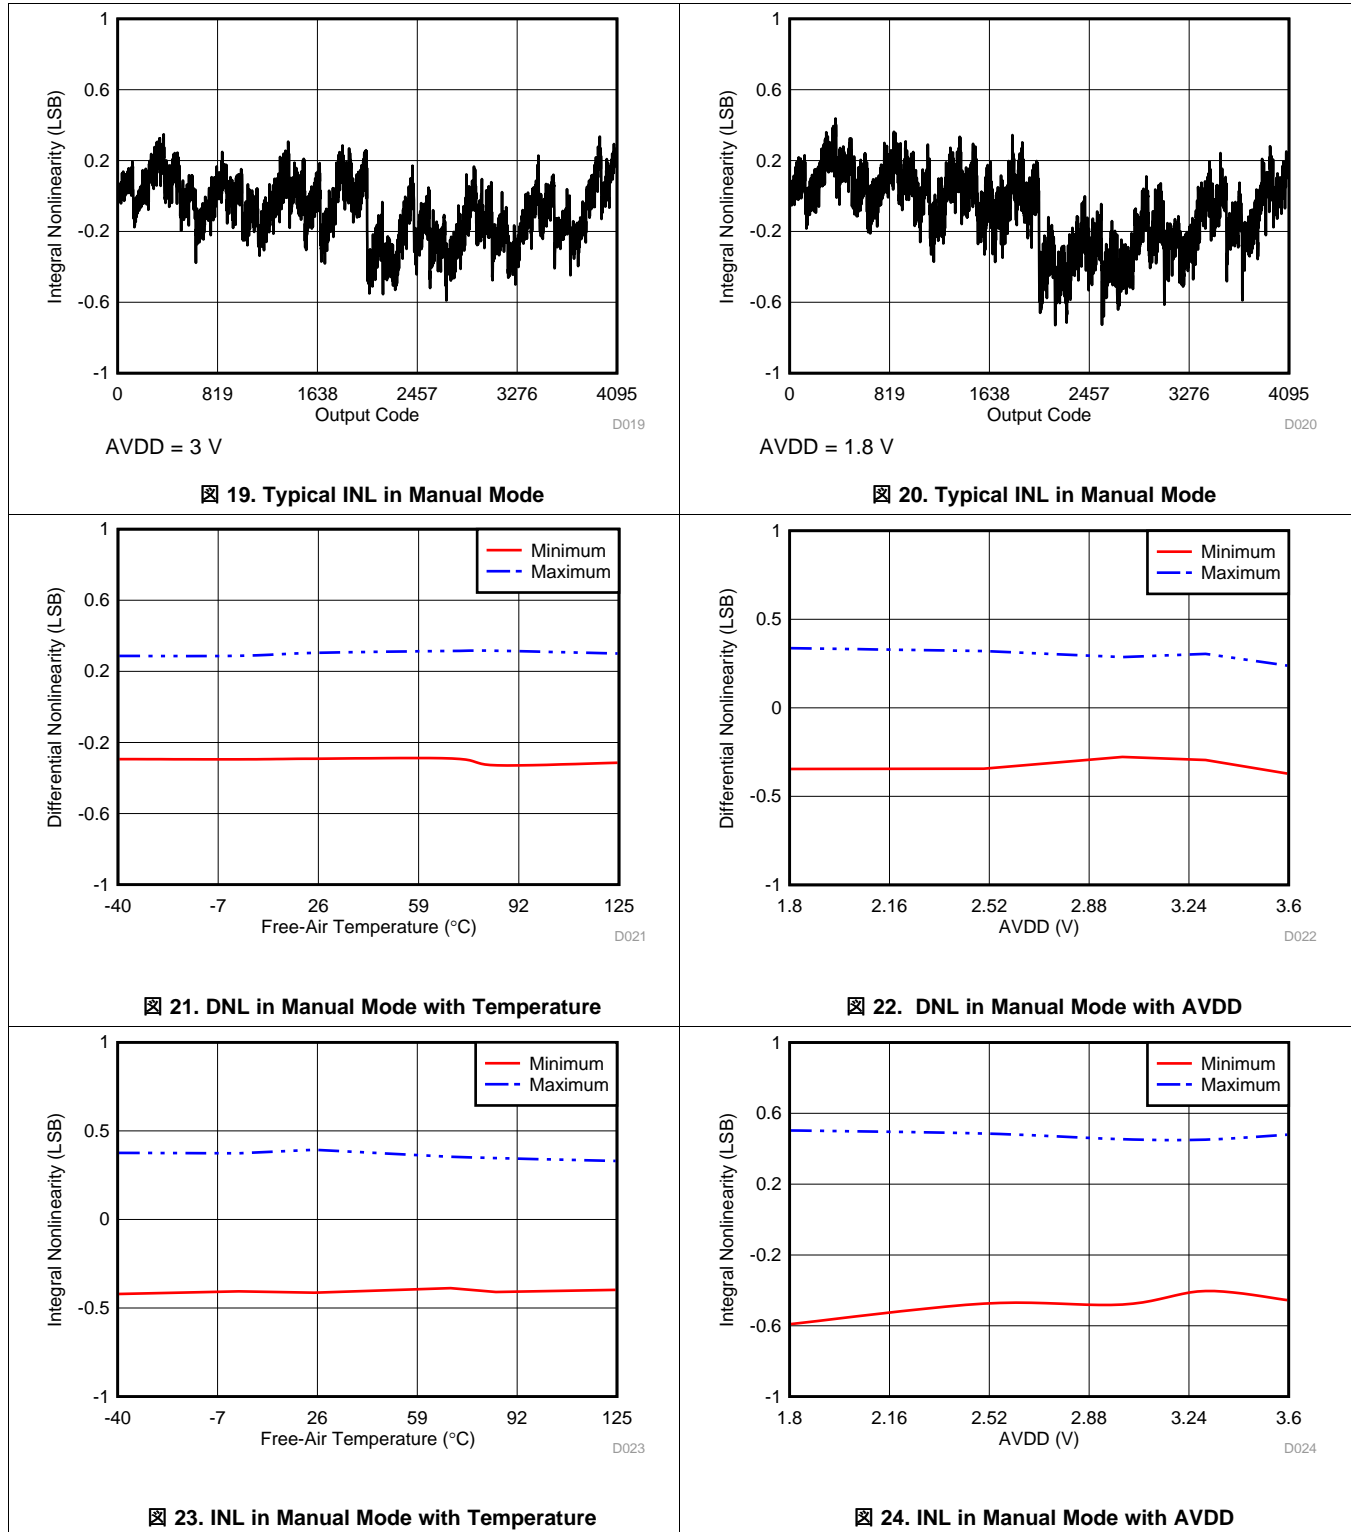 1
0.6
0.2
-0.2
-0.6
-1
Integral Nonlinearity (LSB)
0 819 1638 2457 3276 4095
Output Code
D019
AVDD = 3 V
図 19. Typical INL in Manual Mode
1
0.6
0.2
-0.2
-0.6
-1
Integral Nonlinearity (LSB)
0 819 1638 2457 3276 4095
Output Code
D020
AVDD = 1.8 V
図 20. Typical INL in Manual Mode
1
0.6
0.2
-0.2
-0.6
-1
Differential Nonlinearity (LSB)
Minimum
Maximum
-40 -7 26 59 92 125
Free-Air Temperature (°C)
D021
図 21. DNL in Manual Mode with Temperature
1
0.5
0
-0.5
-1
Differential Nonlinearity (LSB)
Minimum
Maximum
1.8 2.16 2.52 2.88 3.24 3.6
AVDD (V)
D022
図 22. DNL in Manual Mode with AVDD
1
0.5
0
-0.5
-1
Integral Nonlinearity (LSB)
Minimum
Maximum
-40 -7 26 59 92 125
Free-Air Temperature (°C)
D023
図 23. INL in Manual Mode with Temperature
1
0.6
0.2
-0.2
-0.6
-1
Integral Nonlinearity (LSB)
Minimum
Maximum
1.8 2.16 2.52 2.88 3.24 3.6
AVDD (V)
D024
図 24. INL in Manual Mode with AVDD